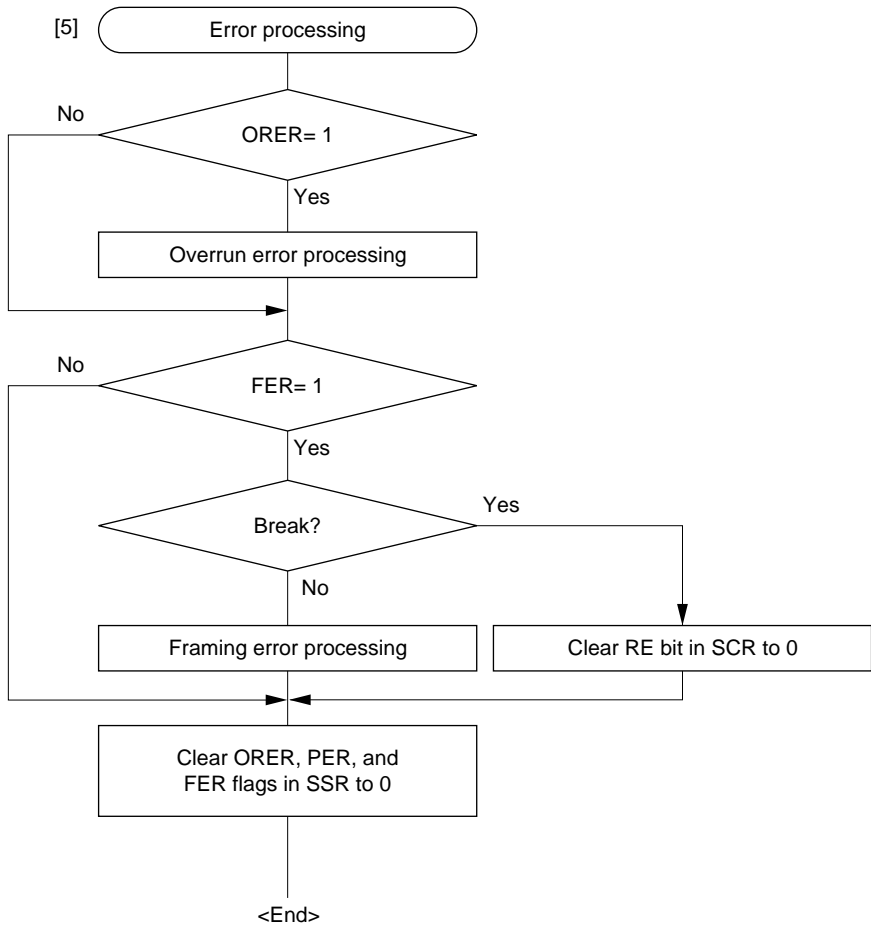 [5]
Error processing
No
ORER= 1
Yes
Overrun error processing
No
FER= 1
Yes
Break?
Yes
No
Framing error processing
Clear RE bit in SCR to 0
Clear ORER, PER, and
FER flags in SSR to 0
<End>